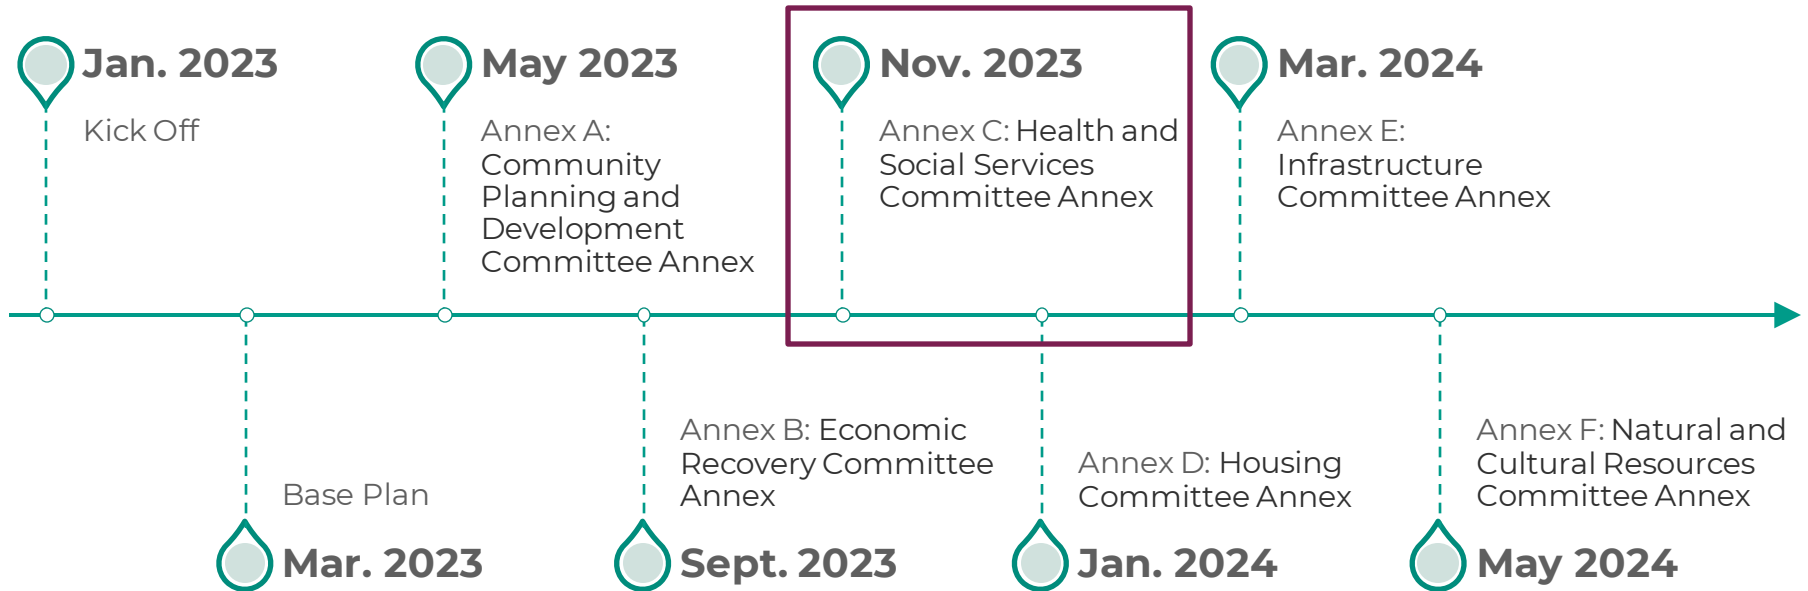 Jan. 2023
Kick Off
May 2023
Annex A:
Community
Planning and
Development
Committee Annex
Nov. 2023
Annex C: Health and
Social Services
Committee Annex
Mar. 2024
Annex E:
Infrastructure
Committee Annex
Base Plan
Mar. 2023
Annex B: Economic
Recovery Committee
Annex
Sept. 2023
Annex D: Housing
Committee Annex
Jan. 2024
Annex F: Natural and
Cultural Resources
Committee Annex
May 2024